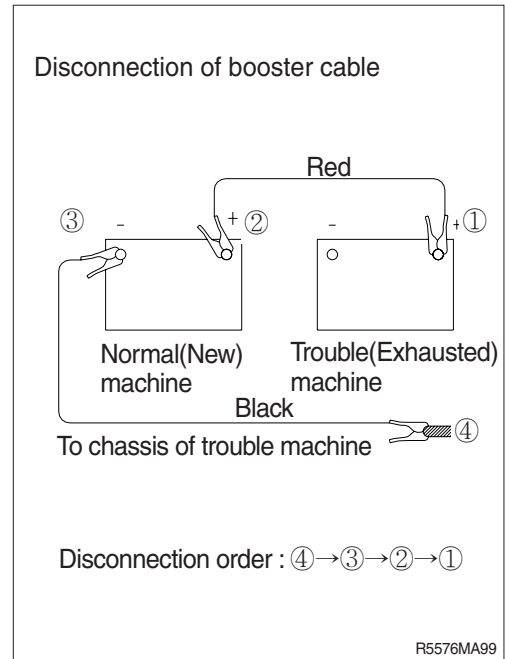 Disconnection of booster cable
Red
③ - + ② - + ①
Normal(New)
machine
Trouble(Exhausted)
machine
Black
To chassis of trouble machine ④
Disconnection order : ④→③→②→①
R5576MA99